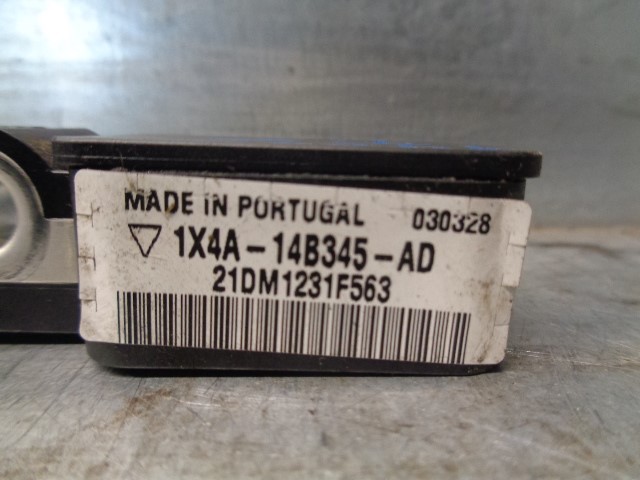 MADE IN PORTUGAL 030328
1X4A-14B345-AD
21DM1231F563